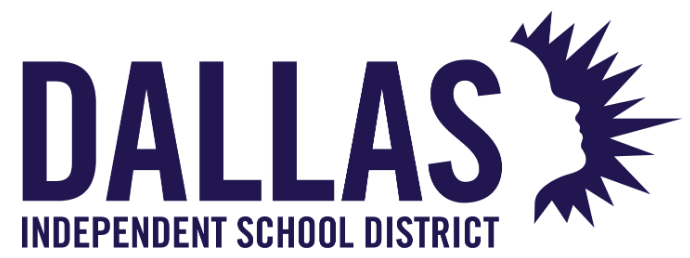 DALLAS
INDEPENDENT SCHOOL DISTRICT